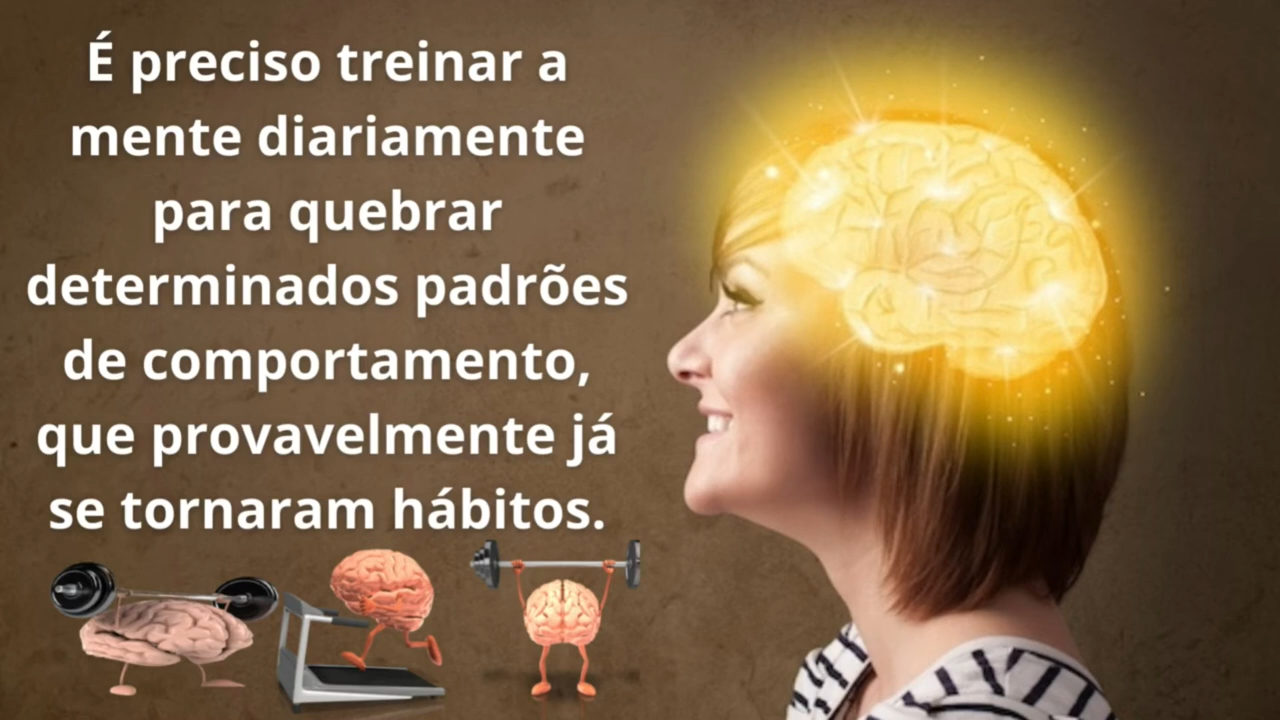 É preciso treinar a
mente diariamente
para quebrar
determinados padrões
de comportamento,
que provavelmente já
se tornaram hábitos.